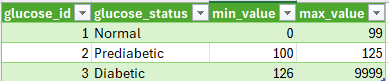 glucose_id glucose_status min_value max_value
1 Normal 0 99
2 Prediabetic 100 125
3 Diabetic 126 9999